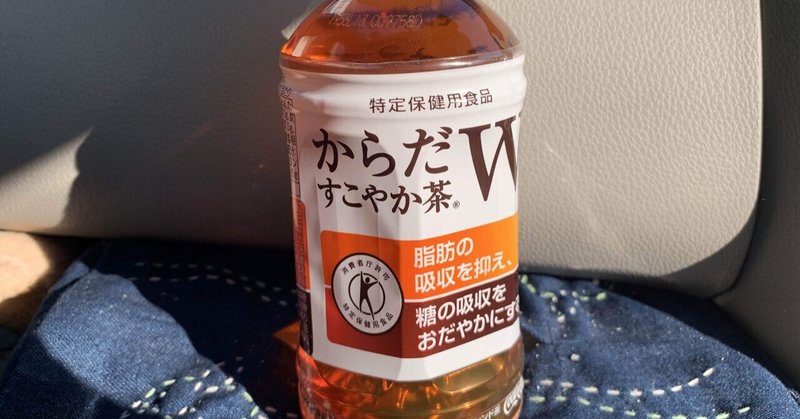 特定保健用食品
からだ
すこやか茶®
W
脂肪の
吸収を抑え、
糖の吸収を
おだやかにす
消費者庁許可
特定保健用食品